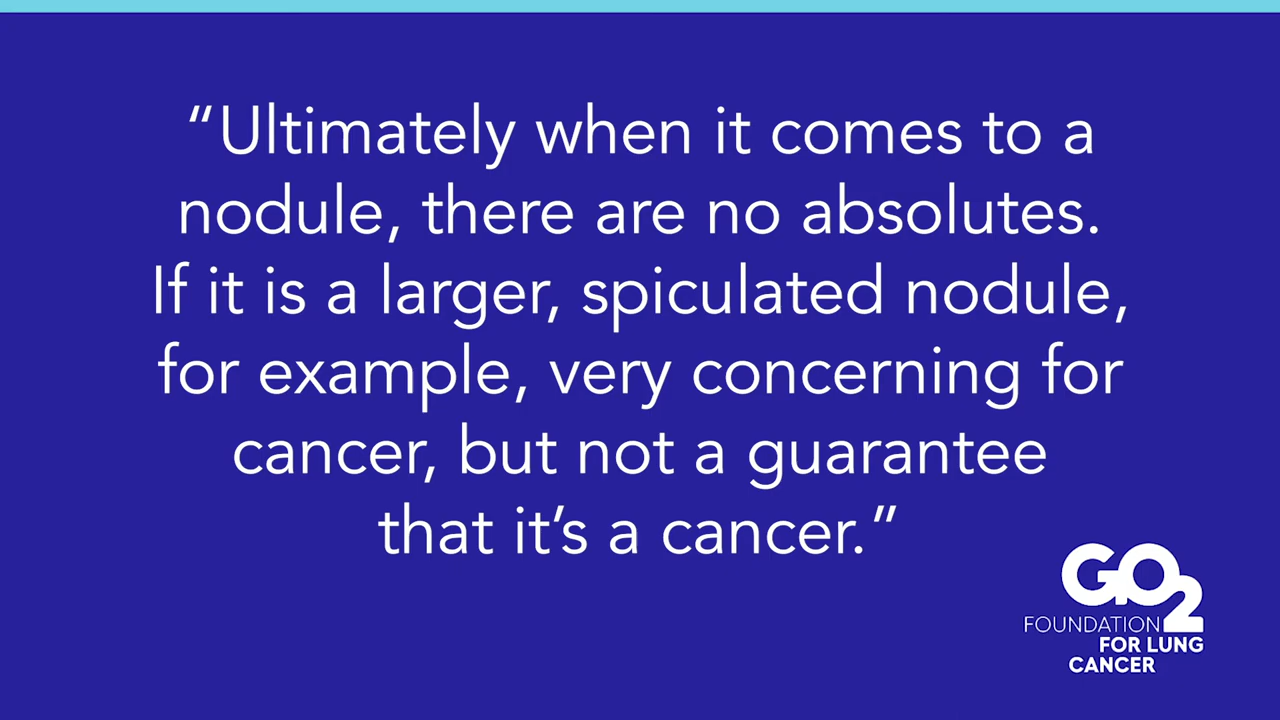 “Ultimately when it comes to a
nodule, there are no absolutes.
If it is a larger, spiculated nodule,
for example, very concerning for
cancer, but not a guarantee
that it’s a cancer.”
GO2
FOUNDATION
FOR LUNG
CANCER